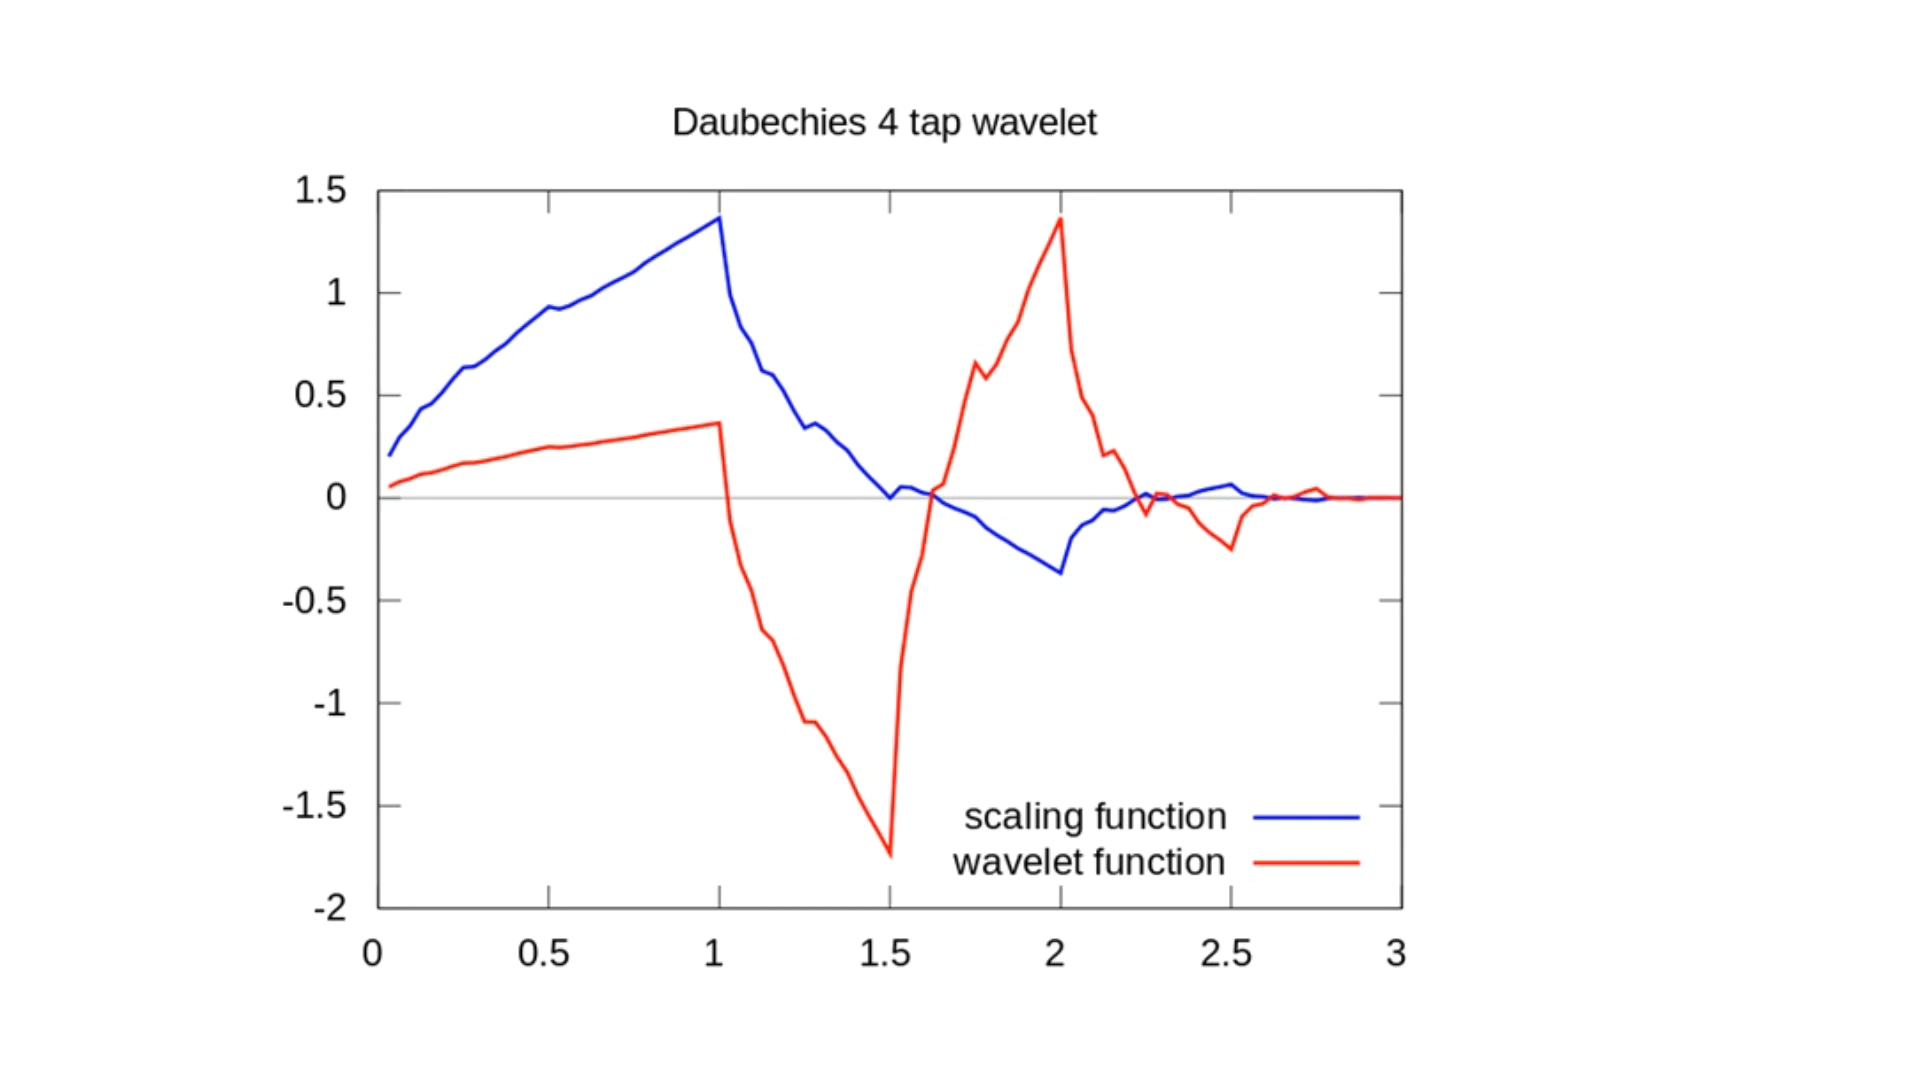 Daubechies 4 tap wavelet
1.5
1
0.5
0
-0.5
-1
-1.5
-2
scaling function
wavelet function
0 0.5 1 1.5 2 2.5 3